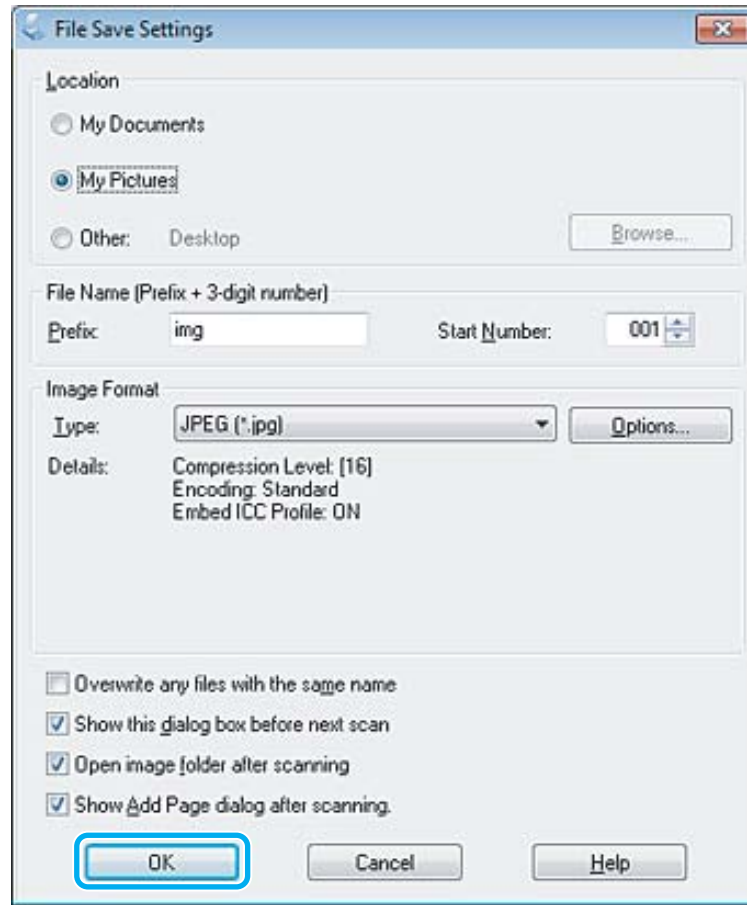 File Save Settings
Location
My Documents
My Pictures
Other: Desktop Browse...
File Name (Prefix + 3-digit number)
Prefix: img Start Number: 001
Image Format
Type: JPEG (*.jpg) Options...
Details: Compression Level: [16]
Encoding: Standard
Embed ICC Profile: ON
Overwrite any files with the same name
Show this dialog box before next scan
Open image folder after scanning
Show Add Page dialog after scanning.
OK Cancel Help